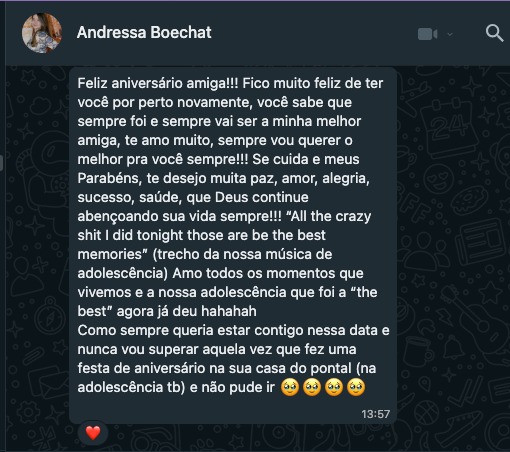 Andressa Boechat
Feliz aniversário amiga!!! Fico muito feliz de ter
você por perto novamente, você sabe que
sempre foi e sempre vai ser a minha melhor
amiga, te amo muito, sempre vou querer o
melhor pra você sempre!!! Se cuida e meus
Parabéns, te desejo muita paz, amor, alegria,
sucesso, saúde, que Deus continue
abençoando sua vida sempre!!! “All the crazy
shit I did tonight those are be the best
memories” (trecho da nossa música de
adolescência) Amo todos os momentos que
vivemos e a nossa adolescência que foi a “the
best” agora já deu hahahah
Como sempre queria estar contigo nessa data e
nunca vou superar aquela vez que fez uma
festa de aniversário na sua casa do pontal (na
adolescência tb) e não pude ir 🥹🥹🥹🥹
13:57